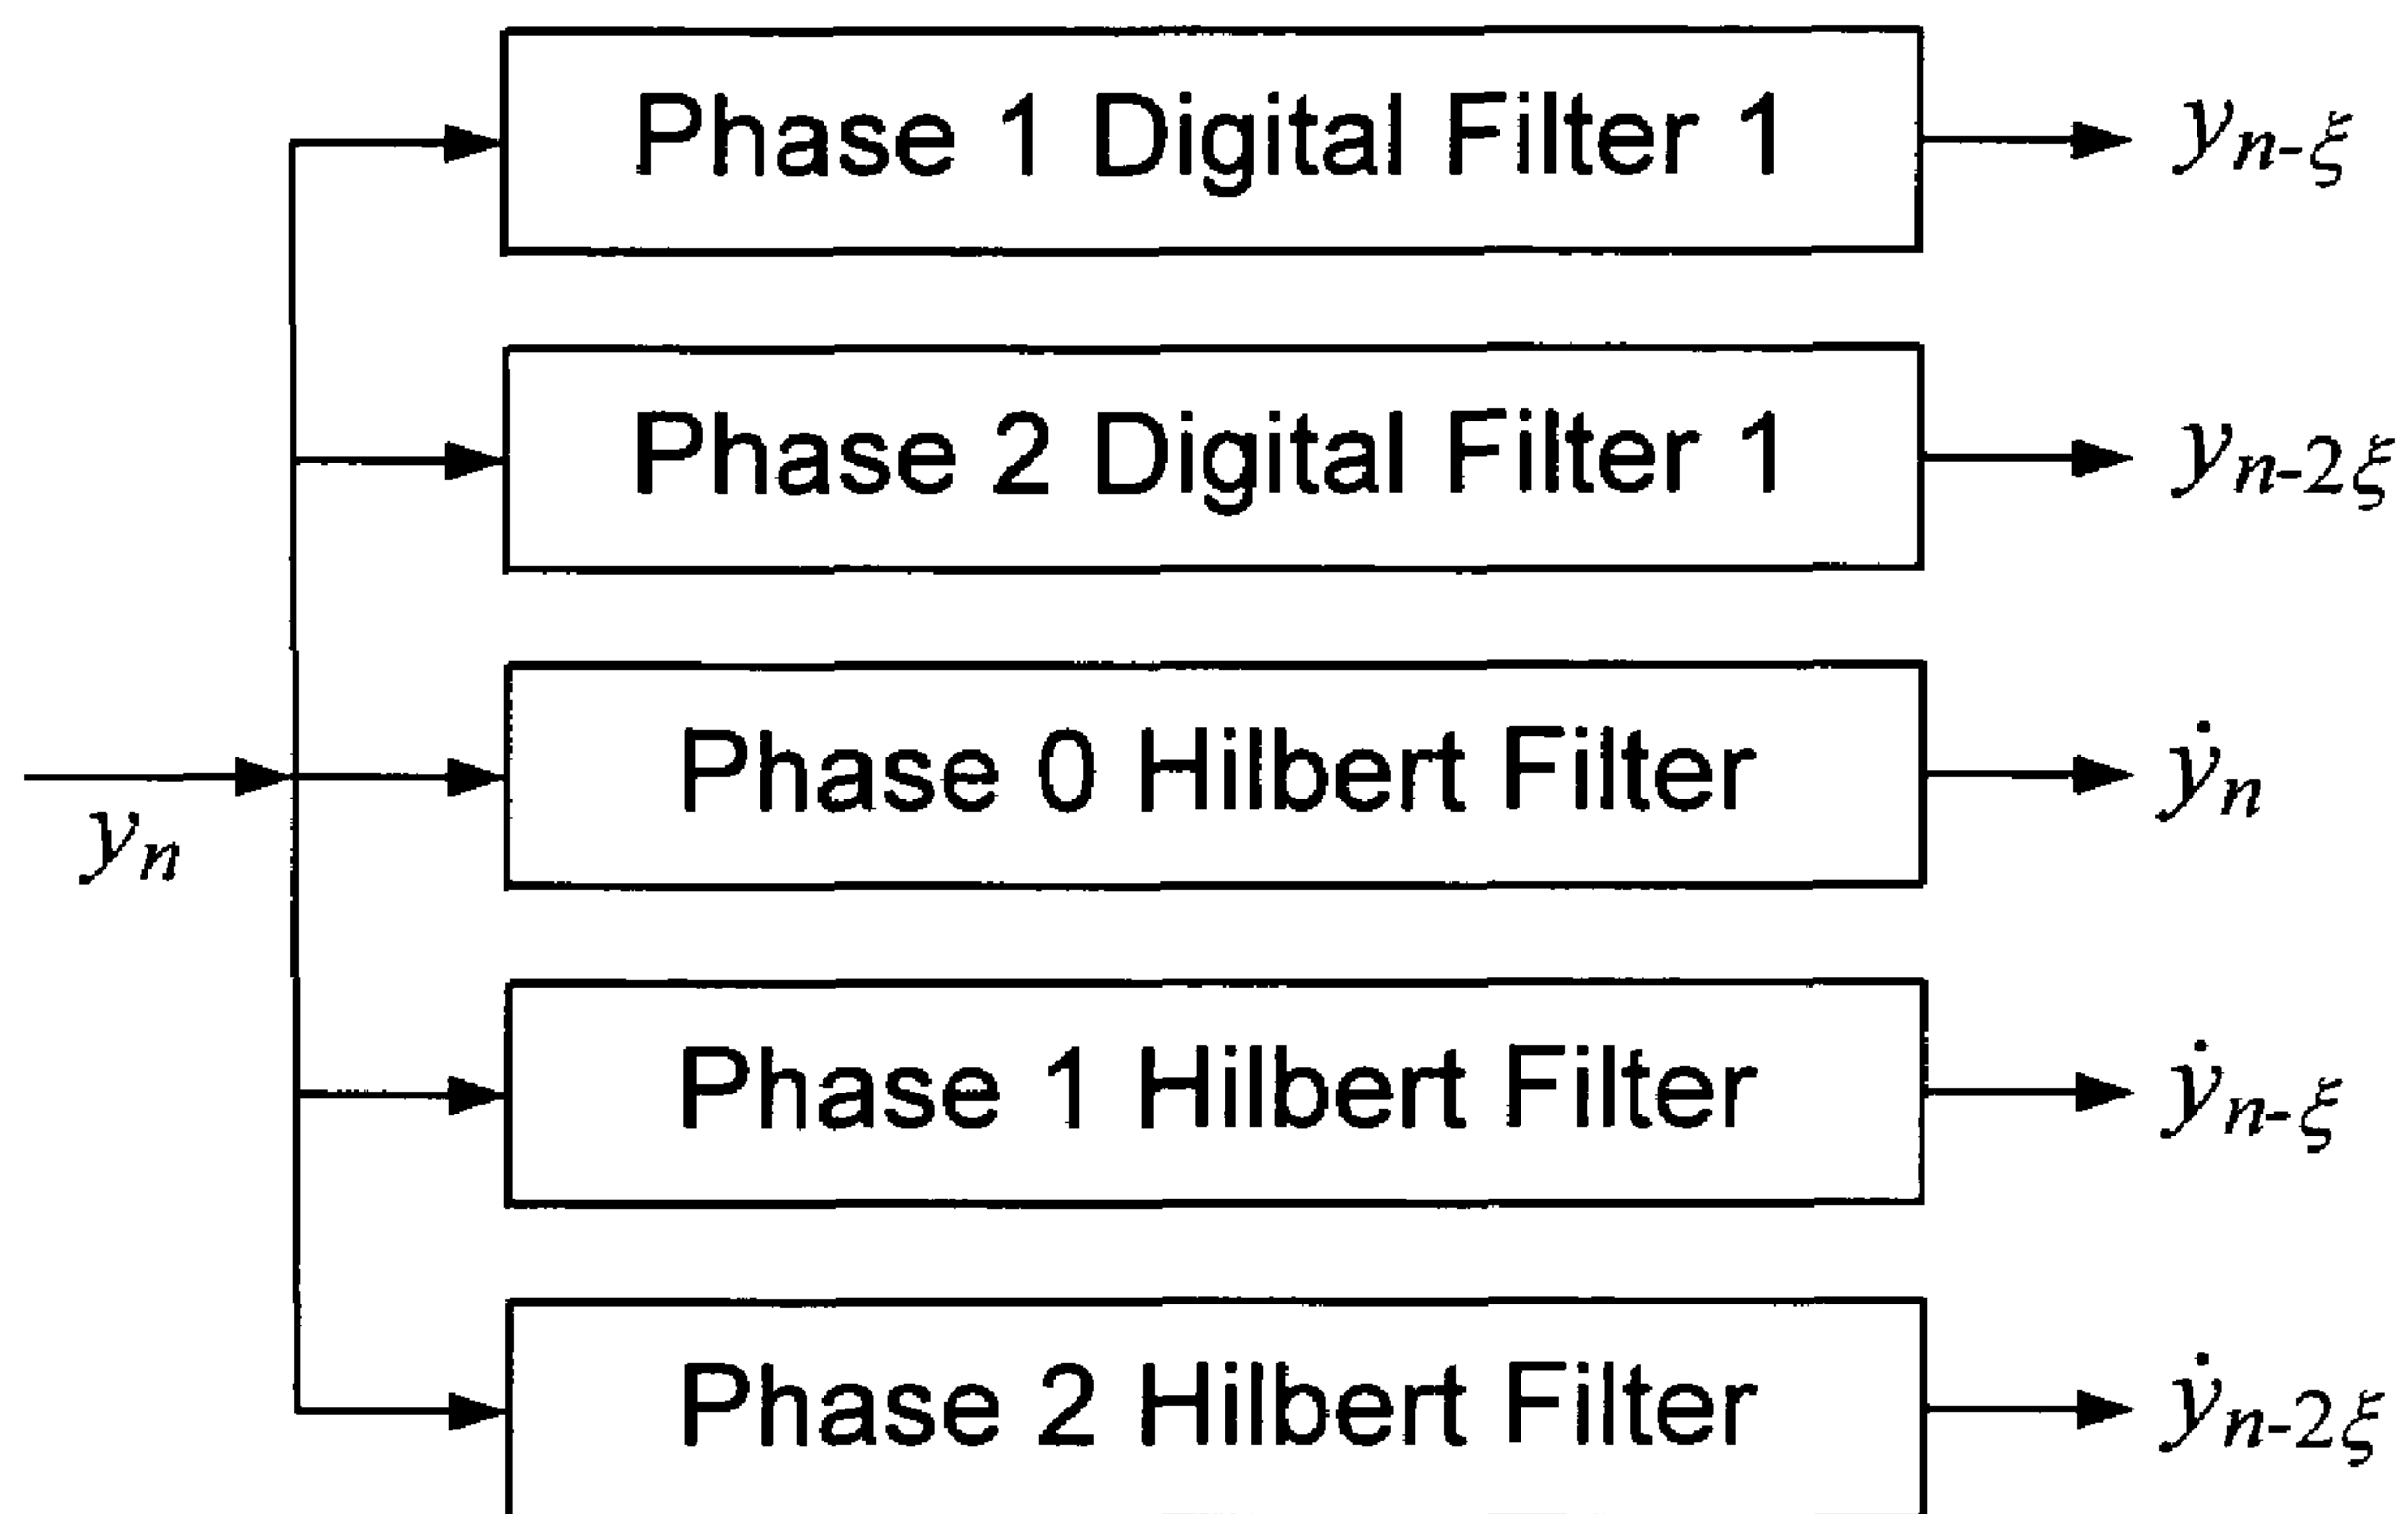 Phase 1 Digital Filter 1
yn-ξ
Phase 2 Digital Filter 1
yn-2ξ
Phase 0 Hilbert Filter
ẏn
yn
Phase 1 Hilbert Filter
ẏn-ξ
Phase 2 Hilbert Filter
ẏn-2ξ